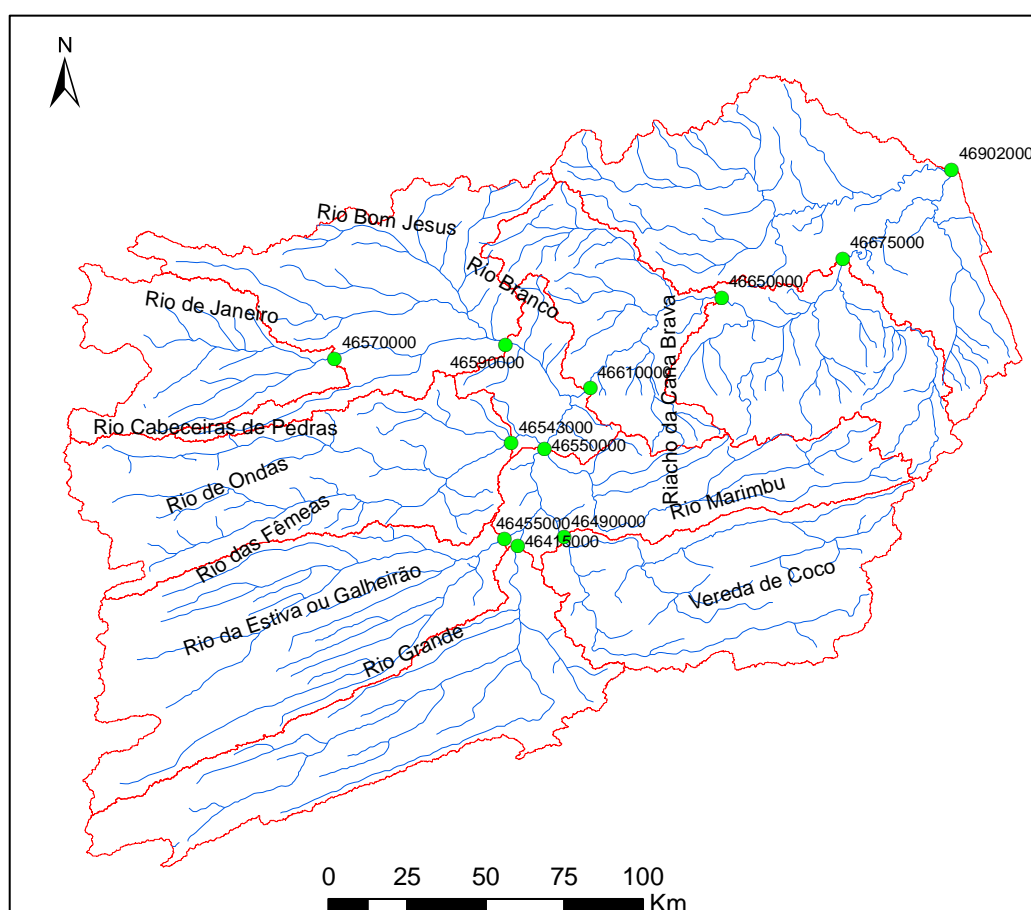 N
46902000
Rio Bom Jesus
46675000
Rio Branco
46650000
Rio de Janeiro
46570000
46590000
46610000
Riacho da Cana Brava
Rio Cabeceiras de Pedras
46543000
46550000
Rio de Ondas
Rio Marimbu
Rio das Fêmeas
46455000
46490000
46415000
Vereda de Coco
Rio da Estiva ou Galheirão
Rio Grande
0 25 50 75 100
Km